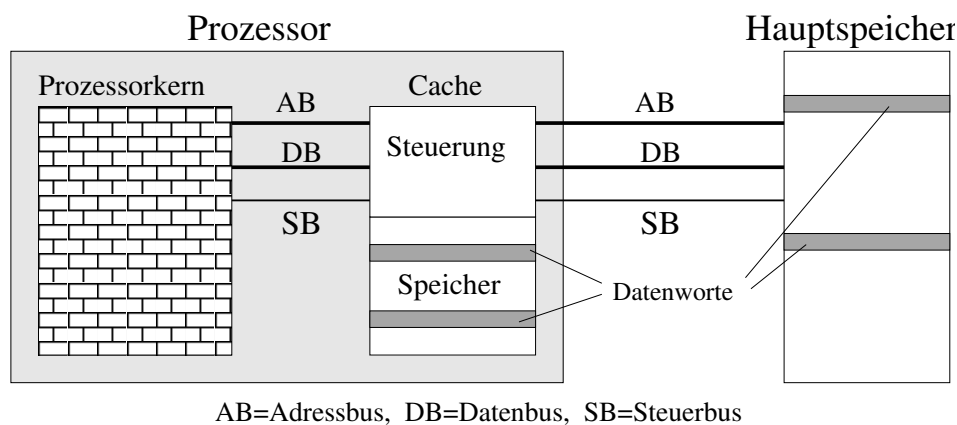 Prozessor
Hauptspeicher
Prozessorkern
Cache
AB
AB
Steuerung
DB
DB
SB
SB
Speicher
Datenworte
AB=Adressbus, DB=Datenbus, SB=Steuerbus